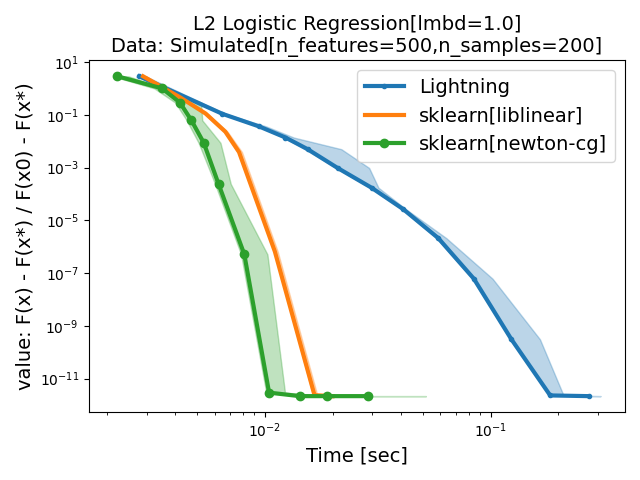 L2 Logistic Regression[lmbd=1.0]
Data: Simulated[n_features=500,n_samples=200]
value: F(x) - F(x*) / F(x0) - F(x*)
10¹
10⁻¹
10⁻³
10⁻⁵
10⁻⁷
10⁻⁹
10⁻¹¹
Lightning
sklearn[liblinear]
sklearn[newton-cg]
10⁻²
10⁻¹
Time [sec]